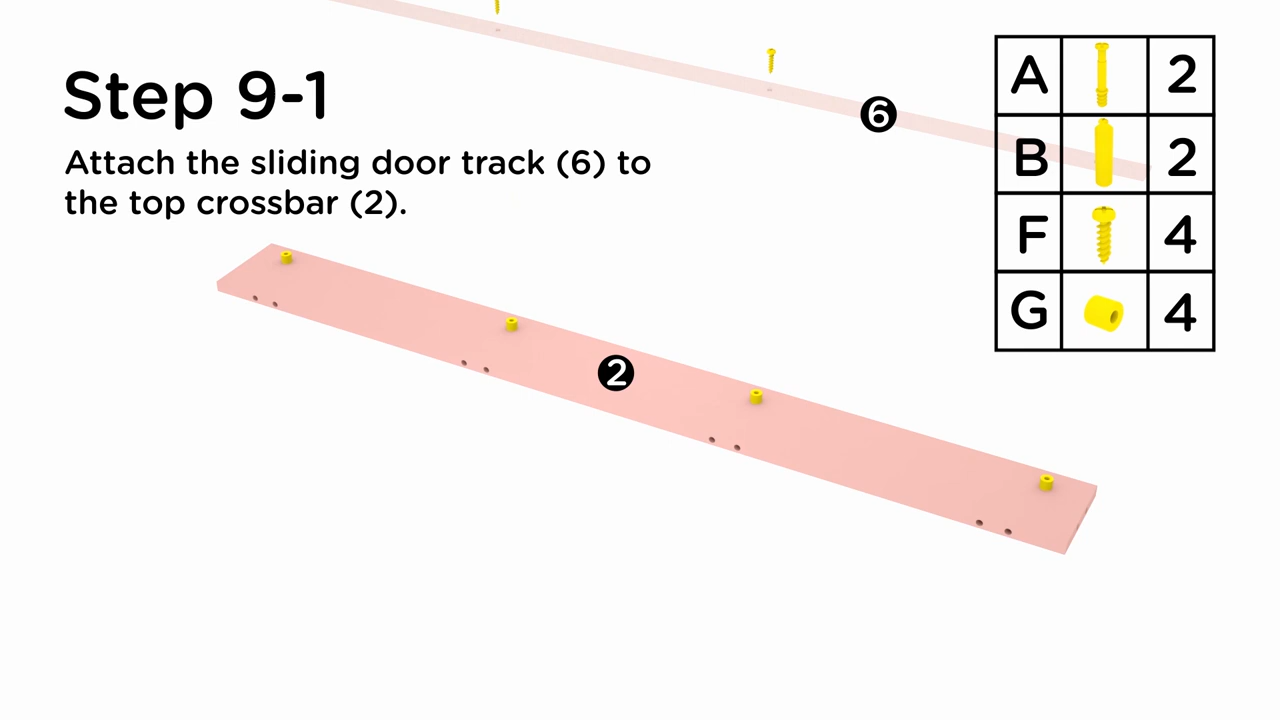 Step 9-1
Attach the sliding door track (6) to
the top crossbar (2).
6
2
A 2
B 2
F 4
G 4